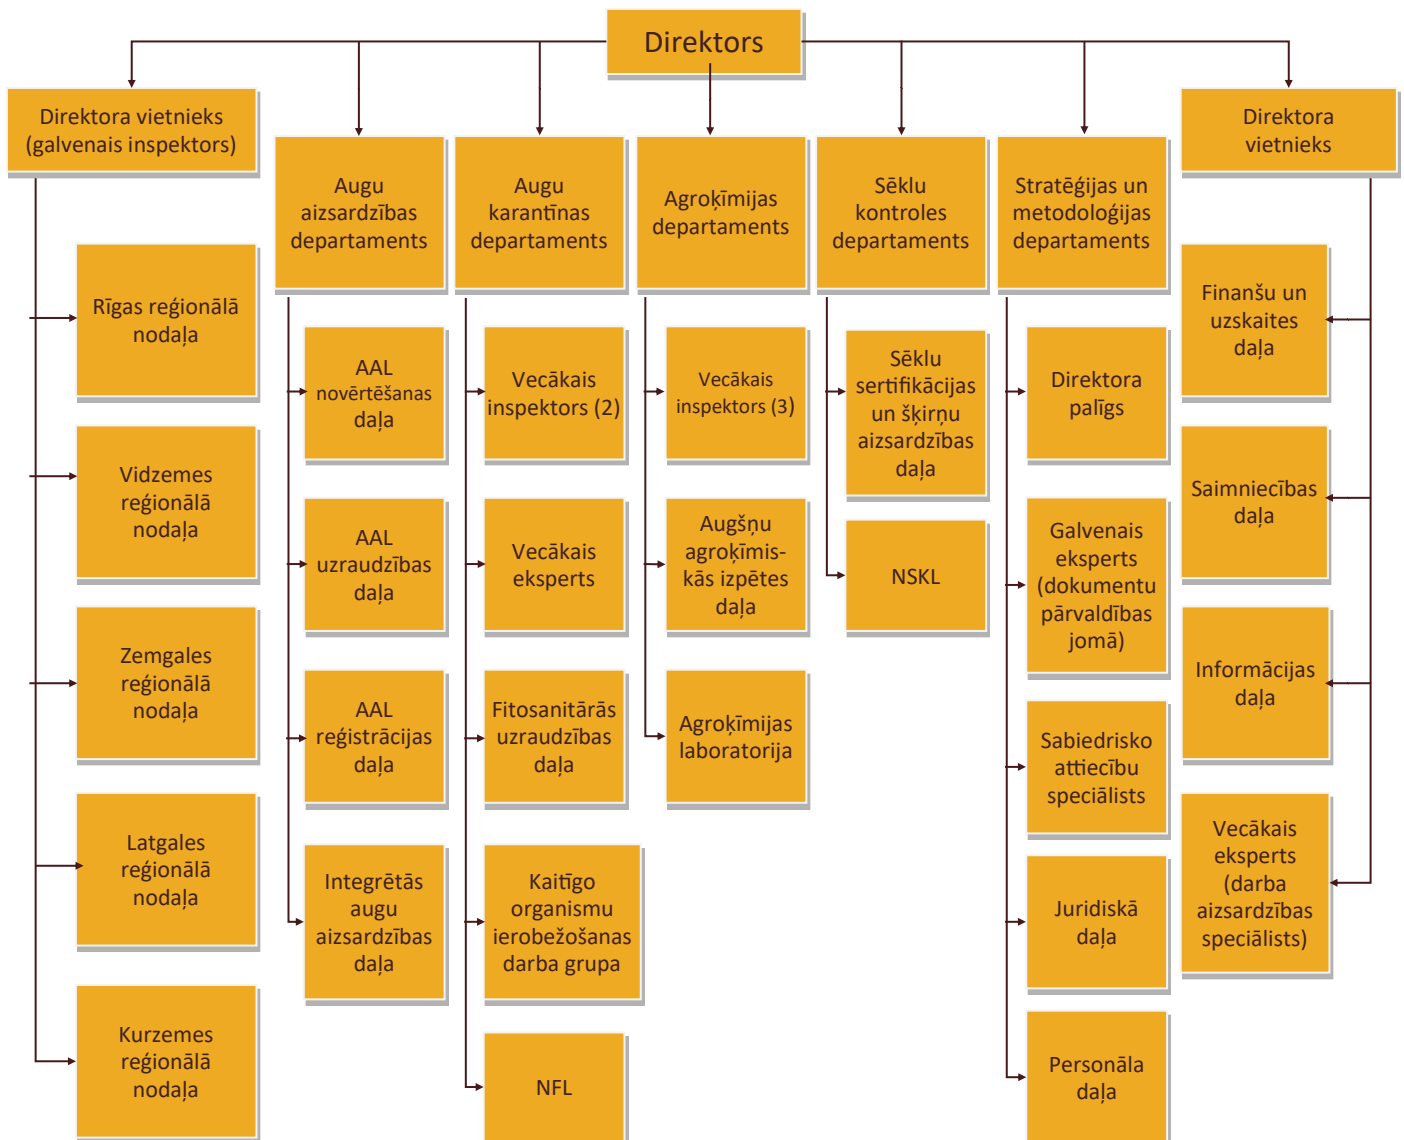 Direktors
Direktora vietnieks
(galvenais inspektors)
Rīgas reģionālā
nodaļa
Vidzemes
reģionālā
nodaļa
Zemgales
reģionālā
nodaļa
Latgales
reģionālā
nodaļa
Kurzemes
reģionālā
nodaļa
Augu
aizsardzības
departaments
AAL
novērtēšanas
daļa
AAL
uzraudzības
daļa
AAL
reģistrācijas
daļa
Integrētās
augu
aizsardzības
daļa
Augu
karantīnas
departaments
Vecākais
inspektors (2)
Vecākais
eksperts
Fitosanitārās
uzraudzības
daļa
Kaitīgo
organismu
ierobežošanas
darba grupa
NFL
Agroķīmijas
departaments
Vecākais
inspektors (3)
Augšņu
agroķīmis-
kās izpētes
daļa
Agroķīmijas
laboratorija
Sēklu
kontroles
departaments
Sēklu
sertifikācijas
un šķirņu
aizsardzības
daļa
NSKL
Stratēģijas un
metodoloģijas
departaments
Direktora
palīgs
Galvenais
eksperts
(dokumentu
pārvaldības
jomā)
Sabiedrisko
attiecību
speciālists
Juridiskā
daļa
Personāla
daļa
Direktora
vietnieks
Finanšu un
uzskaites
daļa
Saimniecības
daļa
Informācijas
daļa
Vecākais
eksperts
(darba
aizsardzības
speciālists)